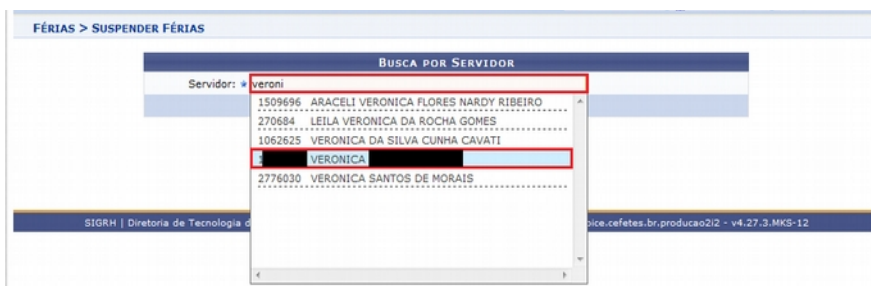 FÉRIAS > SUSPENDER FÉRIAS
BUSCA POR SERVIDOR
Servidor: veroni
1509696 ARACELI VERONICA FLORES NARDY RIBEIRO
270684 LEILA VERONICA DA ROCHA GOMES
1062625 VERONICA DA SILVA CUNHA CAVATI
1 VERONICA
2776030 VERONICA SANTOS DE MORAIS
SIGRH | Diretoria de Tecnologia d oice.cefetes.br.producao2i2 - v4.27.3.MKS-12